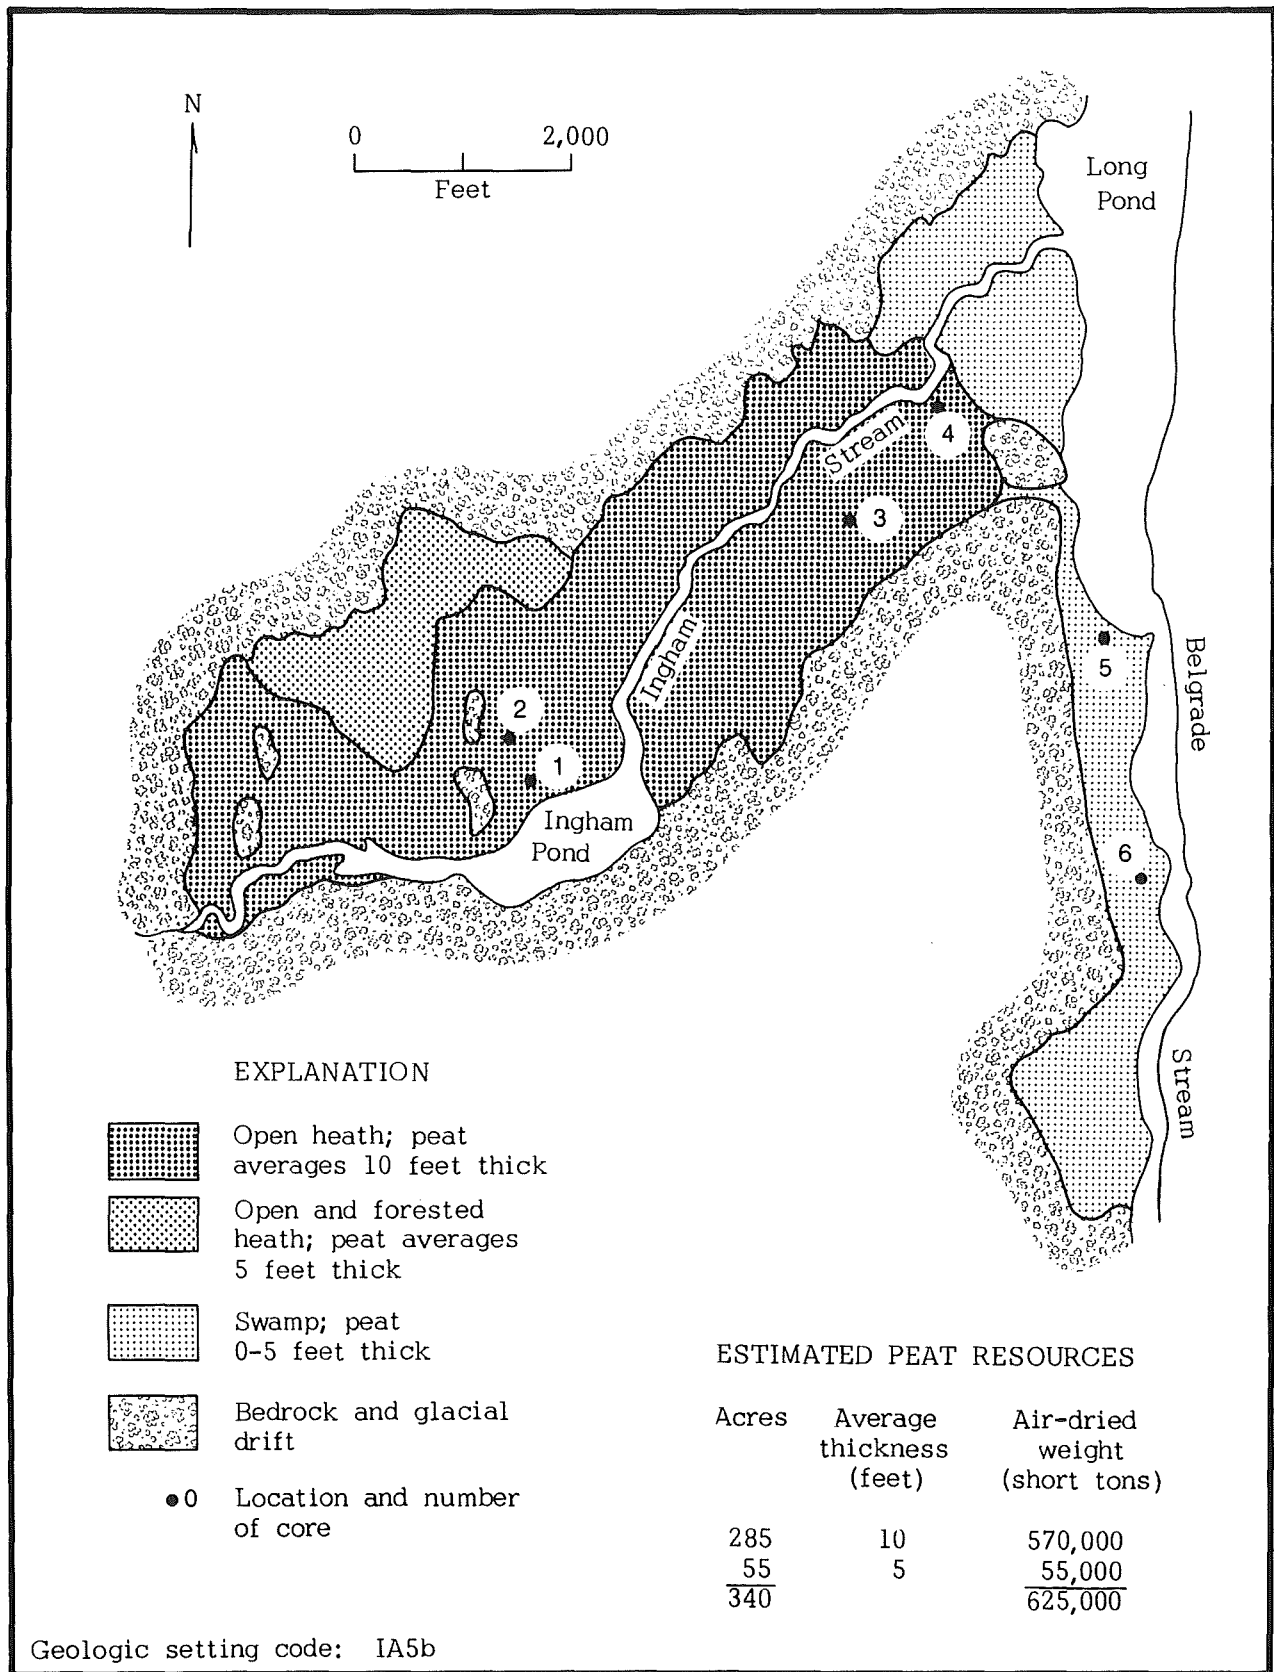 N
0 2,000
Feet
Long
Pond
Stream
4
3
Ingham
5
Belgrade
2
1
Ingham
Pond
6
Stream
EXPLANATION
Open heath; peat
averages 10 feet thick
Open and forested
heath; peat averages
5 feet thick
Swamp; peat
0-5 feet thick
Bedrock and glacial
drift
0 Location and number
of core
ESTIMATED PEAT RESOURCES
Acres Average Air-dried
thickness weight
(feet) (short tons)
285 10 570,000
55 5 55,000
340 625,000
Geologic setting code: IA5b